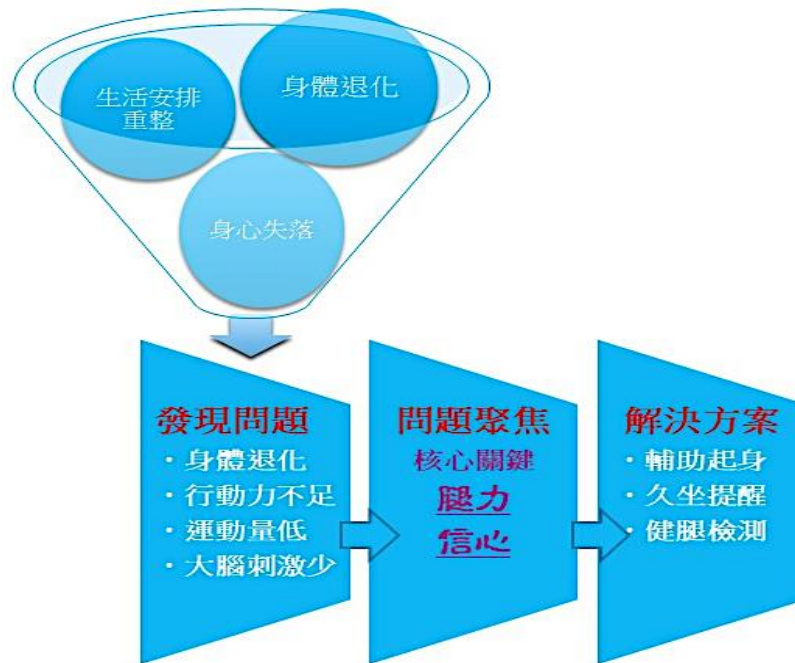 生活安排
重整
身體退化
身心失落
發現問題
・身體退化
・行動力不足
・運動量低
・大腦刺激少
問題聚焦
核心關鍵
腿力
信心
解決方案
・輔助起身
・久坐提醒
・健腿檢測